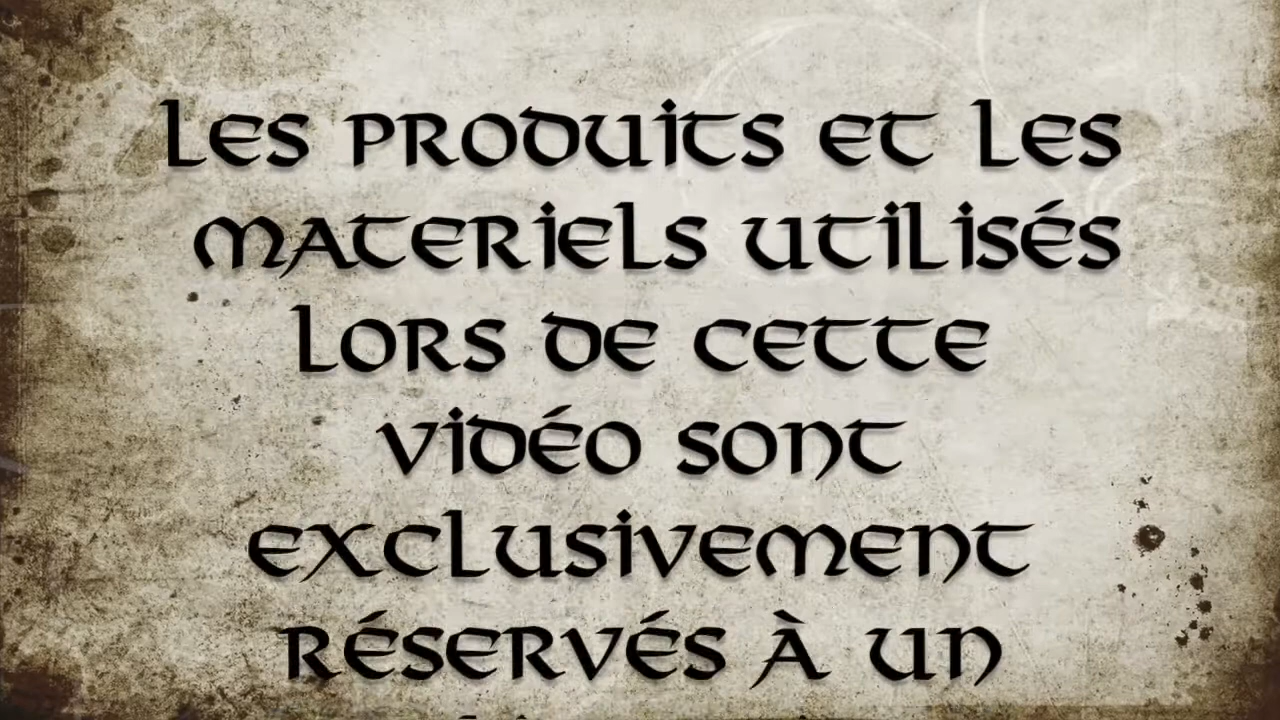 Les produits et les
materiels utilisés
lors de cette
vidéo sont
exclusivement
réservés à un